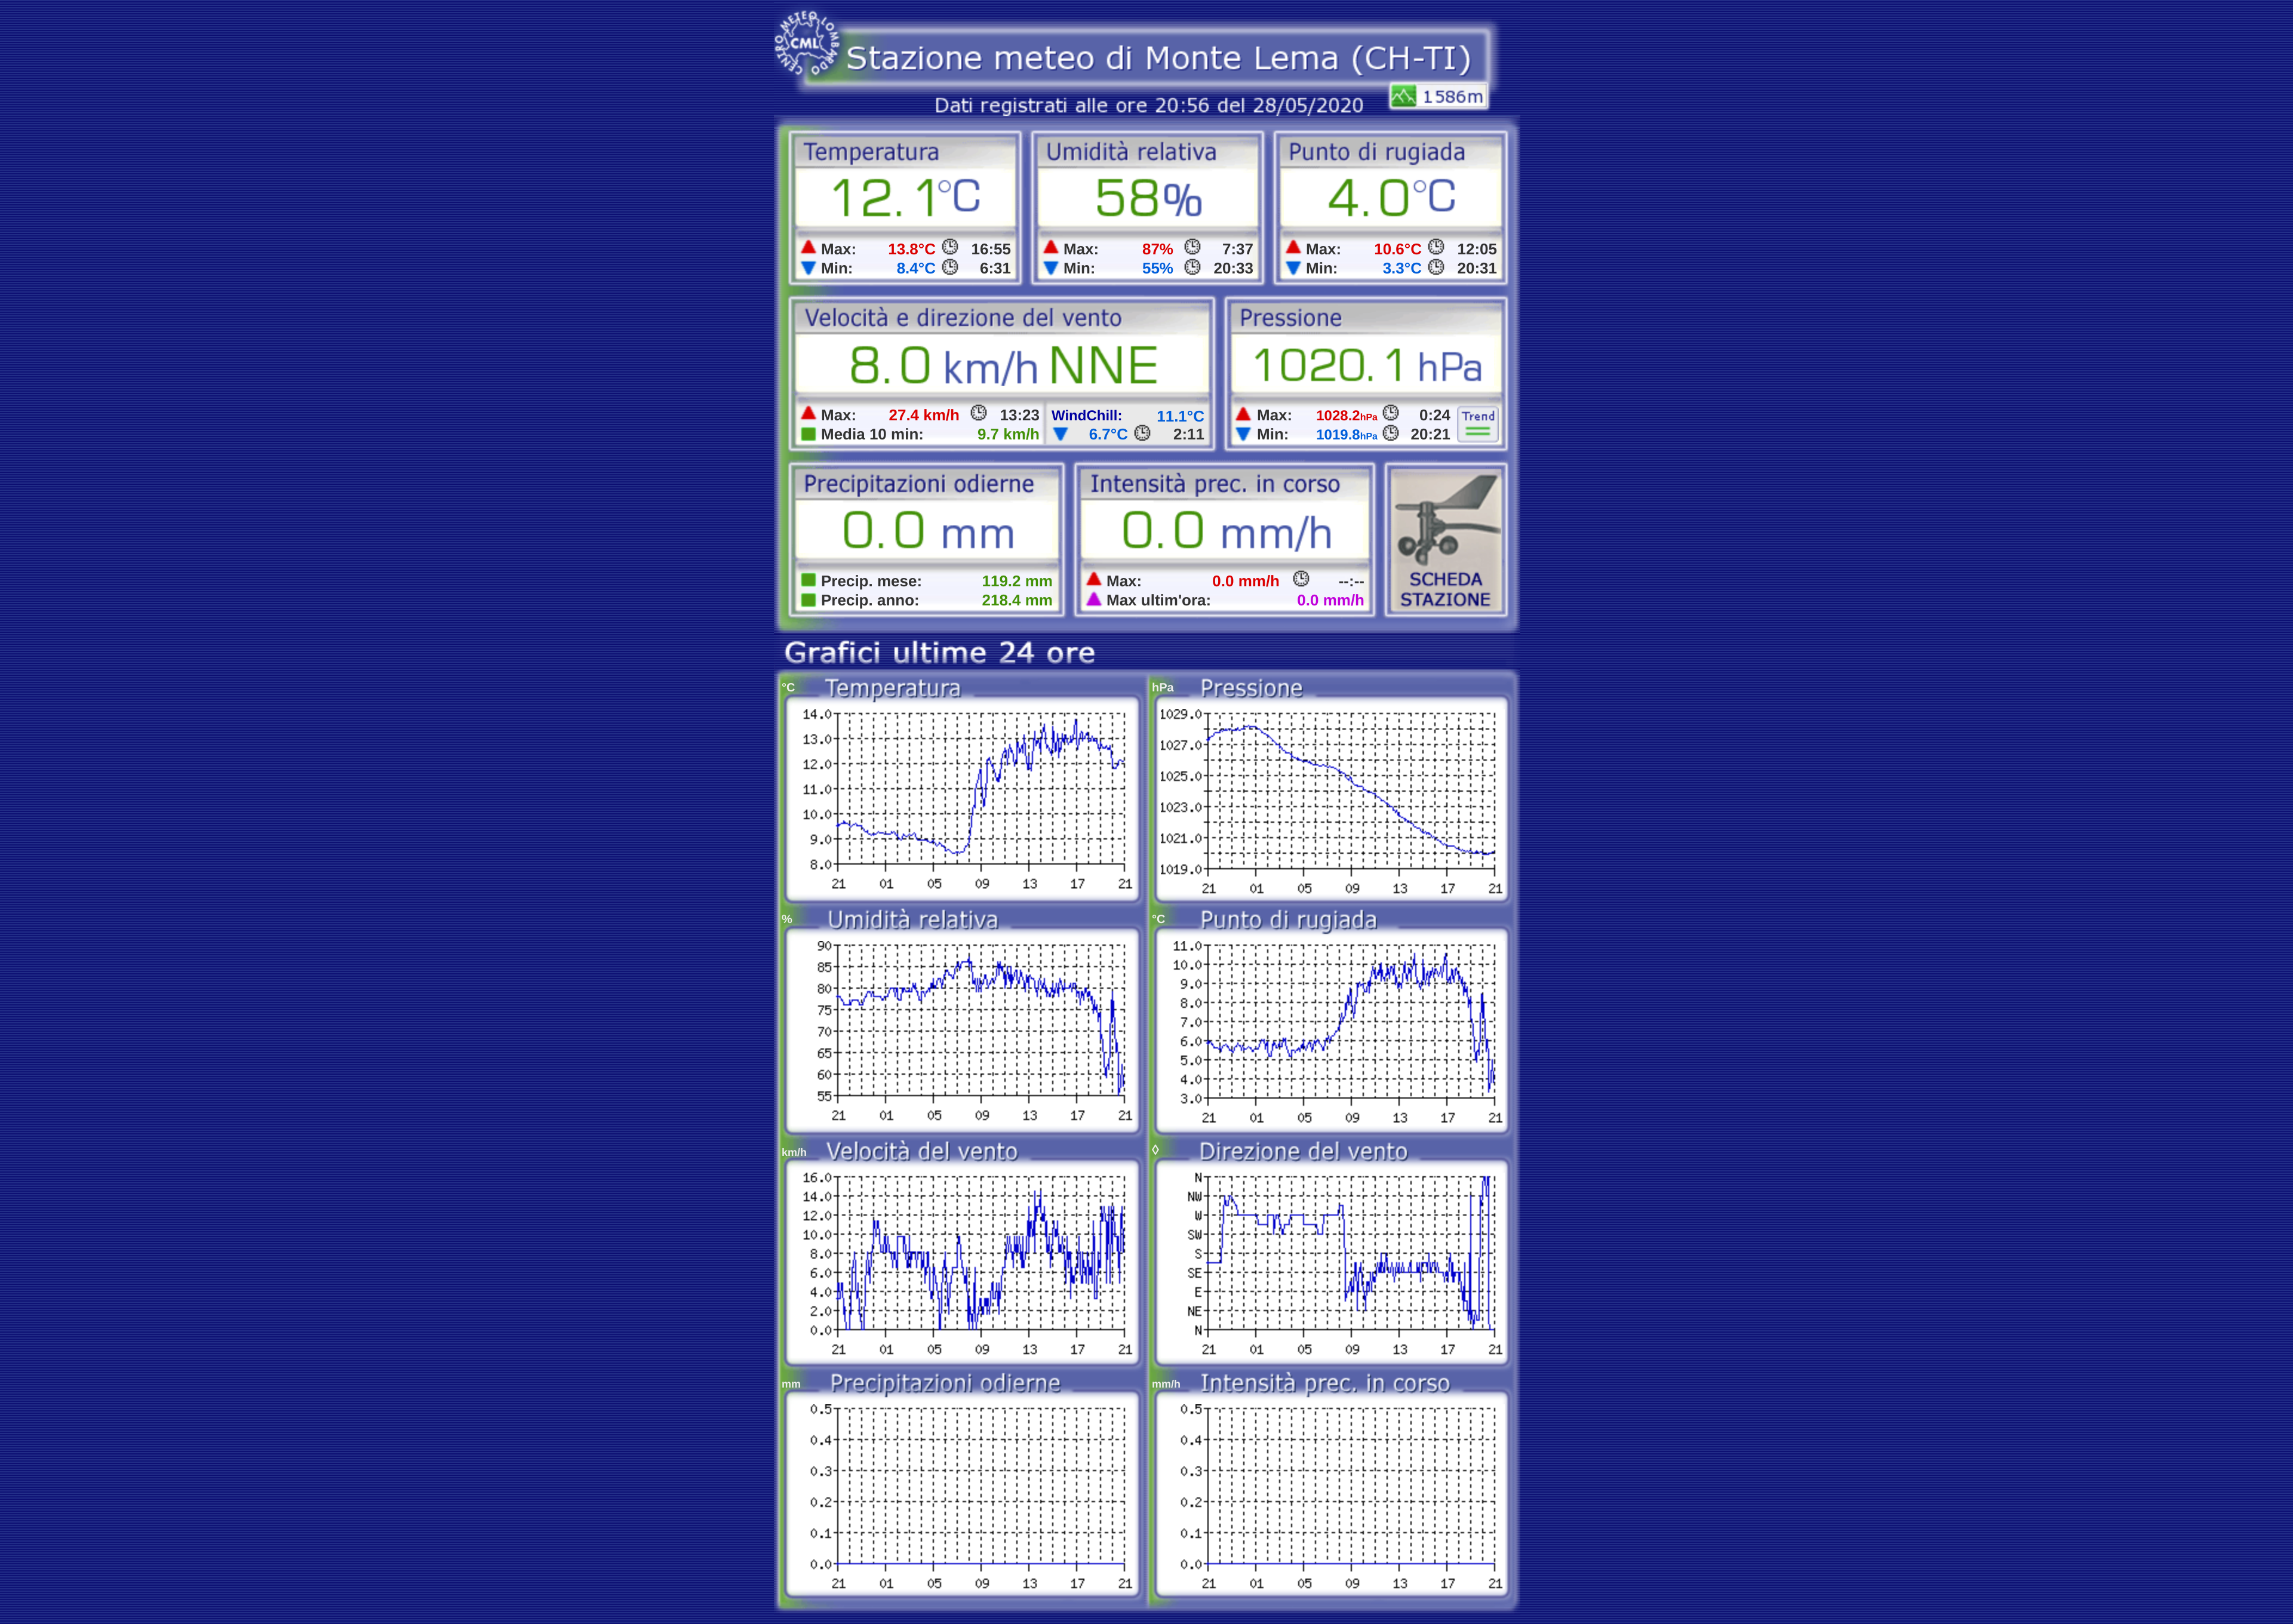 CENTRO METEO LOMBARDO
CML
Stazione meteo di Monte Lema (CH-TI)
1586m
Dati registrati alle ore 20:56 del 28/05/2020
Temperatura
12.1°C
Max: 13.8°C 16:55
Min: 8.4°C 6:31
Umidità relativa
58%
Max: 87% 7:37
Min: 55% 20:33
Punto di rugiada
4.0°C
Max: 10.6°C 12:05
Min: 3.3°C 20:31
Velocità e direzione del vento
8.0 km/h NNE
Max: 27.4 km/h 13:23
Media 10 min: 9.7 km/h
WindChill: 11.1°C
6.7°C 2:11
Pressione
1020.1 hPa
Max: 1028.2hPa 0:24
Min: 1019.8hPa 20:21
Trend
Precipitazioni odierne
0.0 mm
Precip. mese: 119.2 mm
Precip. anno: 218.4 mm
Intensità prec. in corso
0.0 mm/h
Max: 0.0 mm/h --:--
Max ultim'ora: 0.0 mm/h
SCHEDA
STAZIONE
Grafici ultime 24 ore
°C Temperatura
14.0
13.0
12.0
11.0
10.0
9.0
8.0
21 01 05 09 13 17 21
hPa Pressione
1029.0
1027.0
1025.0
1023.0
1021.0
1019.0
21 01 05 09 13 17 21
% Umidità relativa
90
85
80
75
70
65
60
55
21 01 05 09 13 17 21
°C Punto di rugiada
11.0
10.0
9.0
8.0
7.0
6.0
5.0
4.0
3.0
21 01 05 09 13 17 21
km/h Velocità del vento
16.0
14.0
12.0
10.0
8.0
6.0
4.0
2.0
0.0
21 01 05 09 13 17 21
◊ Direzione del vento
N
NW
W
SW
S
SE
E
NE
N
21 01 05 09 13 17 21
mm Precipitazioni odierne
0.5
0.4
0.3
0.2
0.1
0.0
21 01 05 09 13 17 21
mm/h Intensità prec. in corso
0.5
0.4
0.3
0.2
0.1
0.0
21 01 05 09 13 17 21